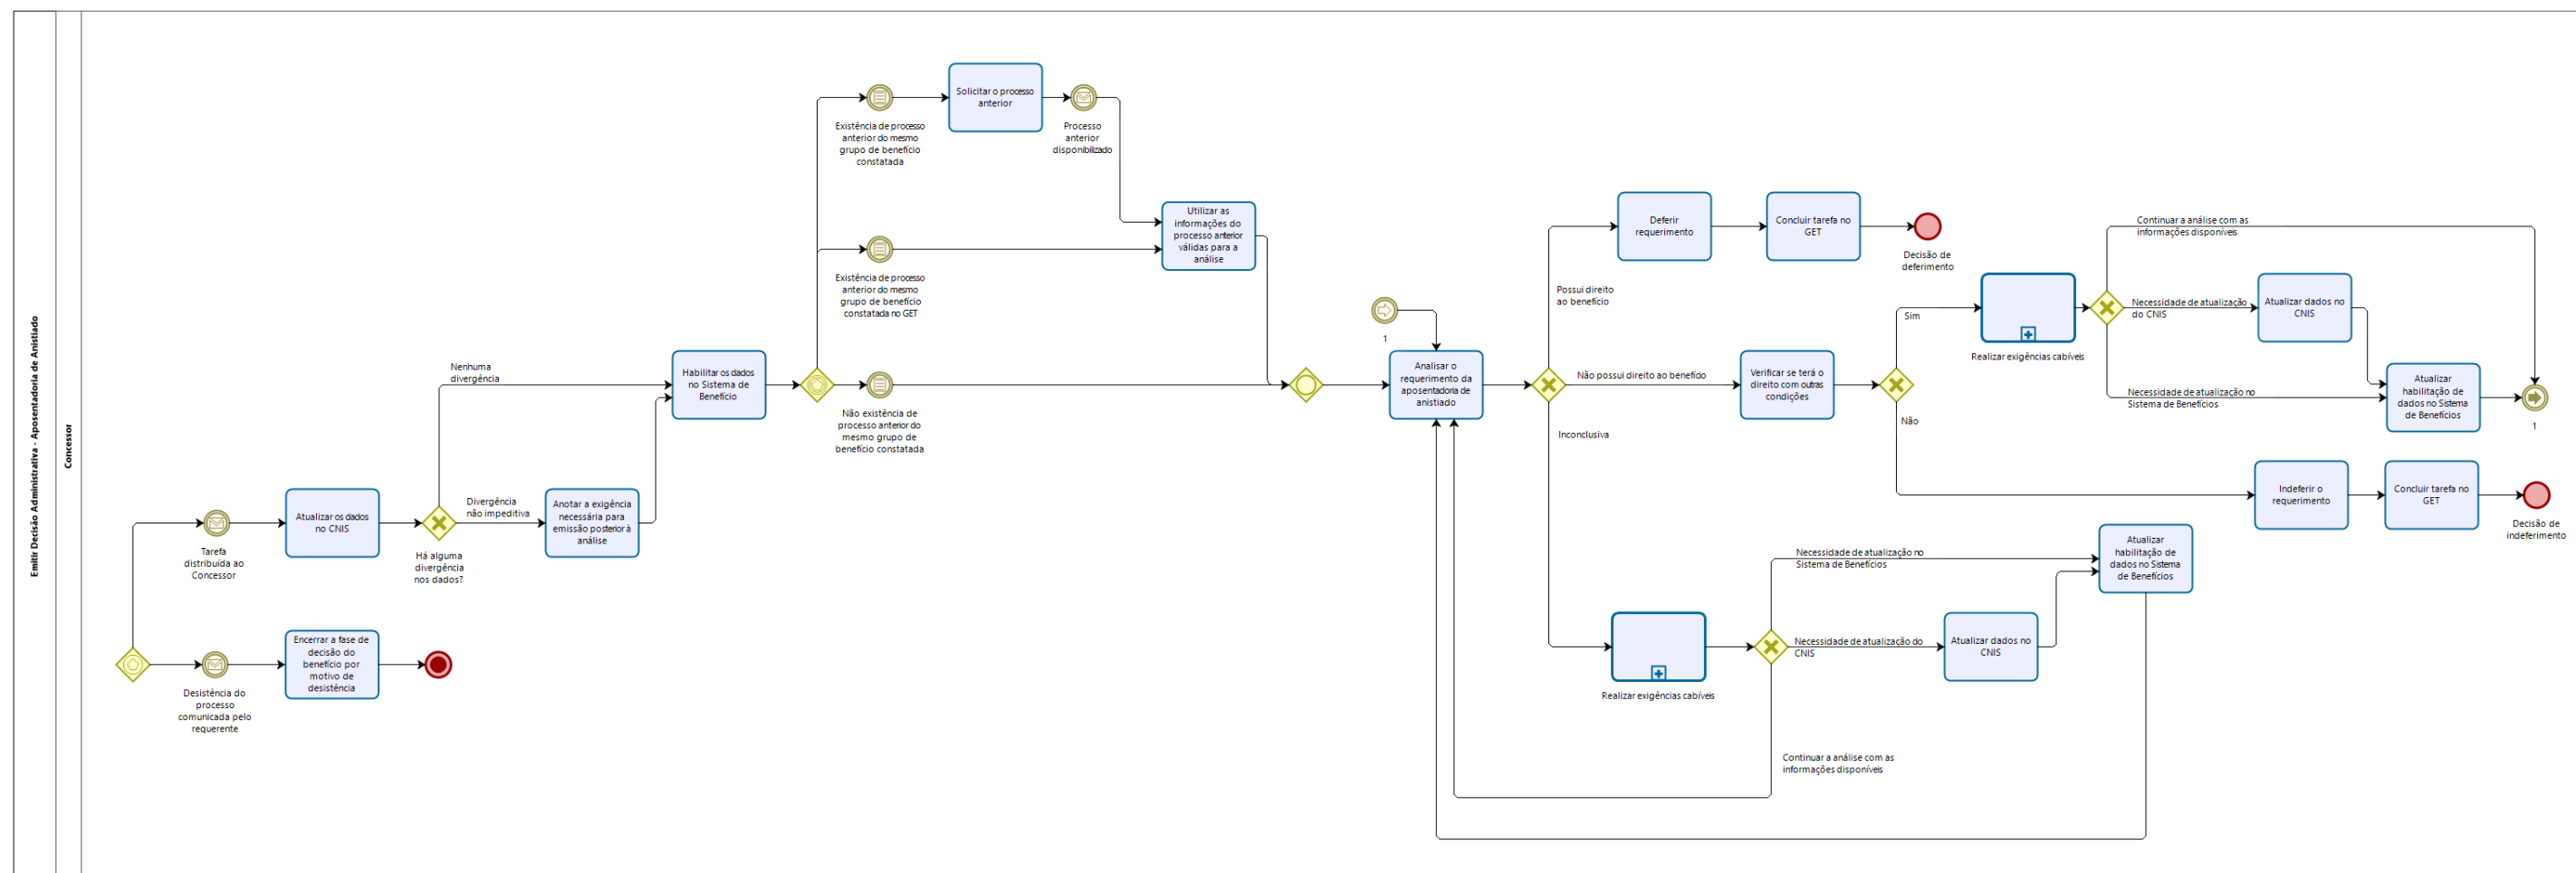 Emitir Decisão Administrativa - Aposentadoria de Anistiado
Concessor
Solicitar o processo
anterior
Existência de processo
anterior do mesmo
grupo de benefício
constatada
Processo
anterior
disponibilizado
Utilizar as
informações do
processo anterior
válidas para a
análise
Existência de processo
anterior do mesmo
grupo de benefício
constatada no GET
Nenhuma
divergência
Habilitar os dados
no Sistema de
Benefício
Não existência de
processo anterior do
mesmo grupo de
benefício constatada
Tarefa
distribuída ao
Concessor
Atualizar os dados
no CNIS
Há alguma
divergência
nos dados?
Divergência
não impeditiva
Anotar a exigência
necessária para
emissão posterior à
análise
Desistência do
processo
comunicada pelo
requerente
Encerrar a fase de
decisão do
benefício por
motivo de
desistência
1
Analisar o
requerimento da
aposentadoria de
anistiado
Possui direito
ao benefício
Deferir
requerimento
Concluir tarefa no
GET
Decisão de
deferimento
Não possui direito ao benefício
Verificar se terá o
direito com outras
condições
Sim
Realizar exigências cabíveis
Continuar a análise com as
informações disponíveis
Necessidade de atualização
do CNIS
Atualizar dados no
CNIS
Necessidade de atualização no
Sistema de Benefícios
Atualizar
habilitação de
dados no Sistema
de Benefícios
1
Não
Indeferir o
requerimento
Concluir tarefa no
GET
Decisão de
indeferimento
Inconclusiva
Realizar exigências cabíveis
Necessidade de atualização no
Sistema de Benefícios
Necessidade de atualização do
CNIS
Atualizar dados no
CNIS
Atualizar
habilitação de
dados no Sistema
de Benefícios
Continuar a análise com as
informações disponíveis